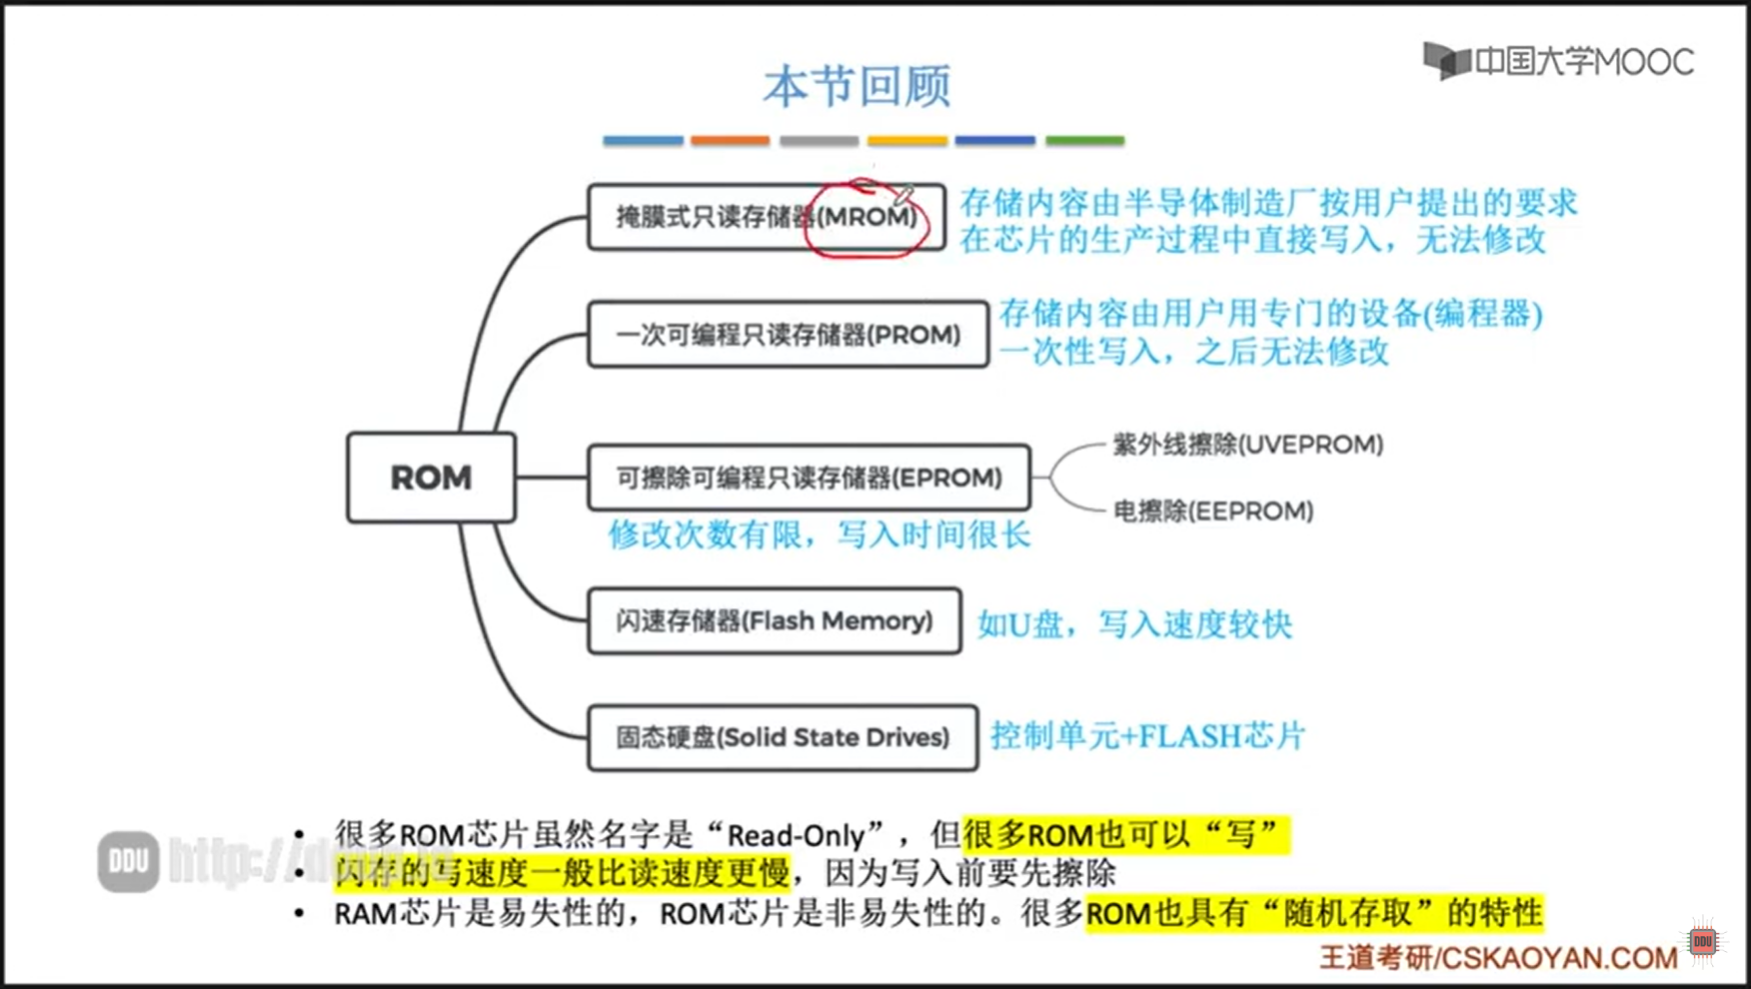 中国大学MOOC
本节回顾
掩膜式只读存储器(MROM)
存储内容由半导体制造厂按用户提出的要求
在芯片的生产过程中直接写入，无法修改
一次可编程只读存储器(PROM)
存储内容由用户用专门的设备(编程器)
一次性写入，之后无法修改
ROM
可擦除可编程只读存储器(EPROM)
紫外线擦除(UVEPROM)
电擦除(EEPROM)
修改次数有限，写入时间很长
闪速存储器(Flash Memory)
如U盘，写入速度较快
固态硬盘(Solid State Drives)
控制单元+FLASH芯片
• 很多ROM芯片虽然名字是“Read-Only”，但很多ROM也可以“写”
• 闪存的写速度一般比读速度更慢，因为写入前要先擦除
• RAM芯片是易失性的，ROM芯片是非易失性的。很多ROM也具有“随机存取”的特性
DDU http://
DDU
王道考研/CSKAOYAN.COM